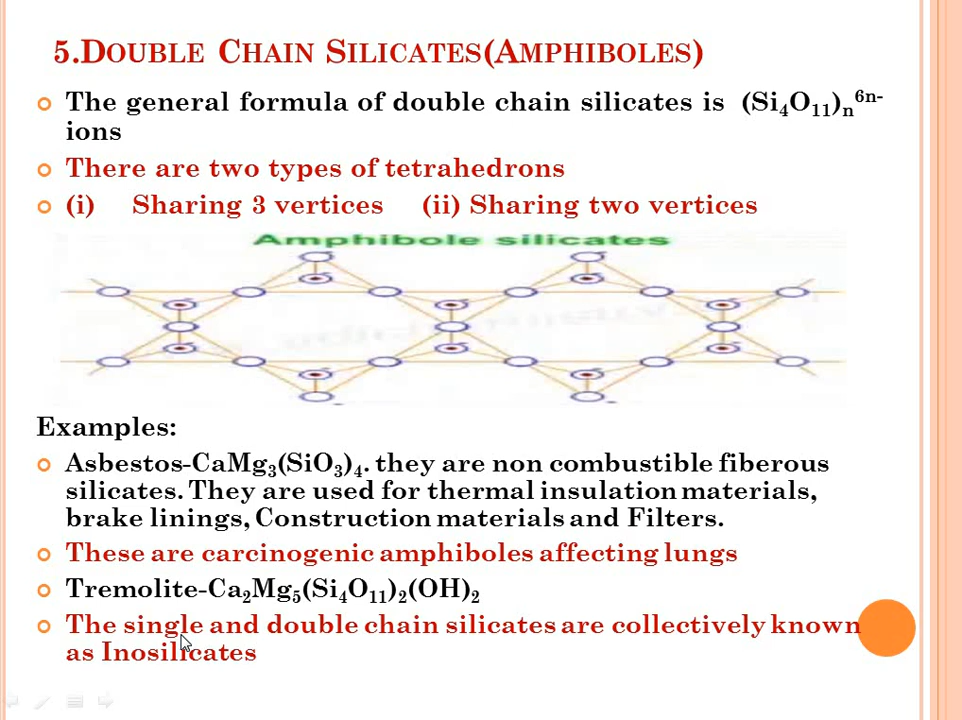 5.Double Chain Silicates(Amphiboles)
The general formula of double chain silicates is (Si₄O₁₁)ₙ⁶ⁿ⁻
ions
There are two types of tetrahedrons
(i) Sharing 3 vertices (ii) Sharing two vertices
Amphibole silicates
Examples:
Asbestos-CaMg₃(SiO₃)₄. they are non combustible fiberous
silicates. They are used for thermal insulation materials,
brake linings, Construction materials and Filters.
These are carcinogenic amphiboles affecting lungs
Tremolite-Ca₂Mg₅(Si₄O₁₁)₂(OH)₂
The single and double chain silicates are collectively known
as Inosilicates